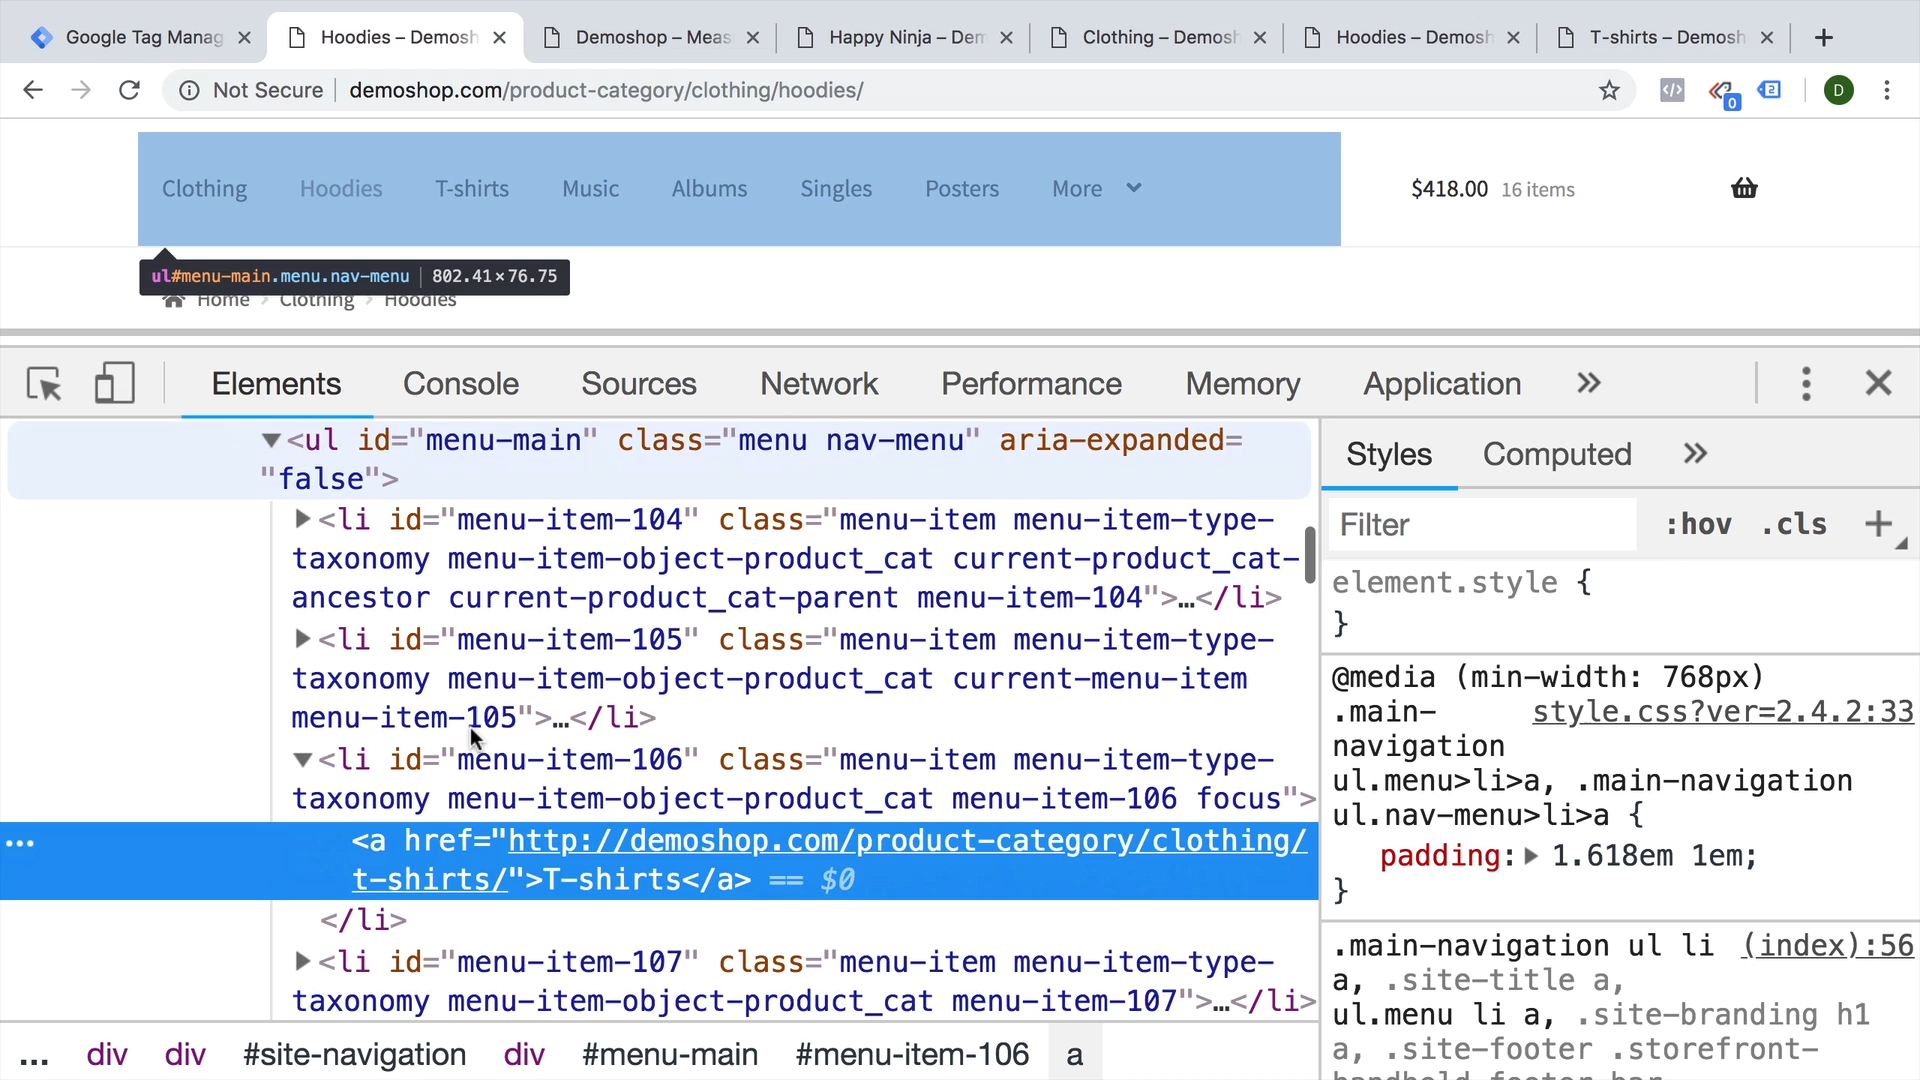 Google Tag Manag
Hoodies – Demosh
Demoshop – Meas
Happy Ninja – Dem
Clothing – Demosh
Hoodies – Demosh
T-shirts – Demosh
Not Secure
demoshop.com/product-category/clothing/hoodies/
0
2
D
Clothing Hoodies T-shirts Music Albums Singles Posters More
$418.00 16 items
ul#menu-main.menu.nav-menu 802.41×76.75
Home Clothing Hoodies
Elements Console Sources Network Performance Memory Application »
<ul id="menu-main" class="menu nav-menu" aria-expanded=
"false">
<li id="menu-item-104" class="menu-item menu-item-type-
taxonomy menu-item-object-product_cat current-product_cat-
ancestor current-product_cat-parent menu-item-104">…</li>
<li id="menu-item-105" class="menu-item menu-item-type-
taxonomy menu-item-object-product_cat current-menu-item
menu-item-105">…</li>
<li id="menu-item-106" class="menu-item menu-item-type-
taxonomy menu-item-object-product_cat menu-item-106 focus">
<a href="http://demoshop.com/product-category/clothing/
t-shirts/">T-shirts</a> == $0
</li>
<li id="menu-item-107" class="menu-item menu-item-type-
taxonomy menu-item-object-product_cat menu-item-107">…</li>
... div div #site-navigation div #menu-main #menu-item-106 a
Styles Computed »
Filter :hov .cls +
element.style {
}
@media (min-width: 768px)
.main- style.css?ver=2.4.2:33
navigation
ul.menu>li>a, .main-navigation
ul.nav-menu>li>a {
padding: 1.618em 1em;
}
.main-navigation ul li (index):56
a, .site-title a,
ul.menu li a, .site-branding h1
a, .site-footer .storefront-
handheld-footer-bar